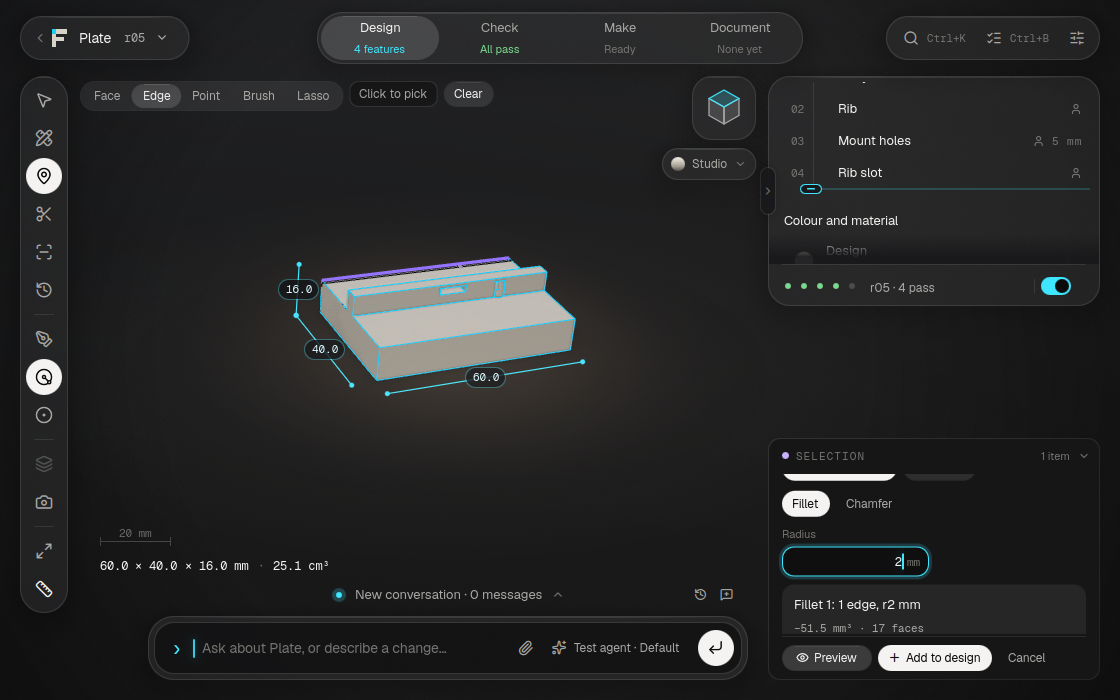 Plate r05
Design
4 features
Check
All pass
Make
Ready
Document
None yet
Ctrl+K
Ctrl+B
Face Edge Point Brush Lasso
Click to pick
Clear
Studio
02 Rib
03 Mount holes 5 mm
04 Rib slot
Colour and material
Design
r05 · 4 pass
16.0
40.0
60.0
20 mm
60.0 × 40.0 × 16.0 mm · 25.1 cm³
New conversation · 0 messages
Ask about Plate, or describe a change…
Test agent · Default
SELECTION 1 item
Fillet Chamfer
Radius
2 mm
Fillet 1: 1 edge, r2 mm
−51.5 mm³ · 17 faces
Preview
Add to design
Cancel